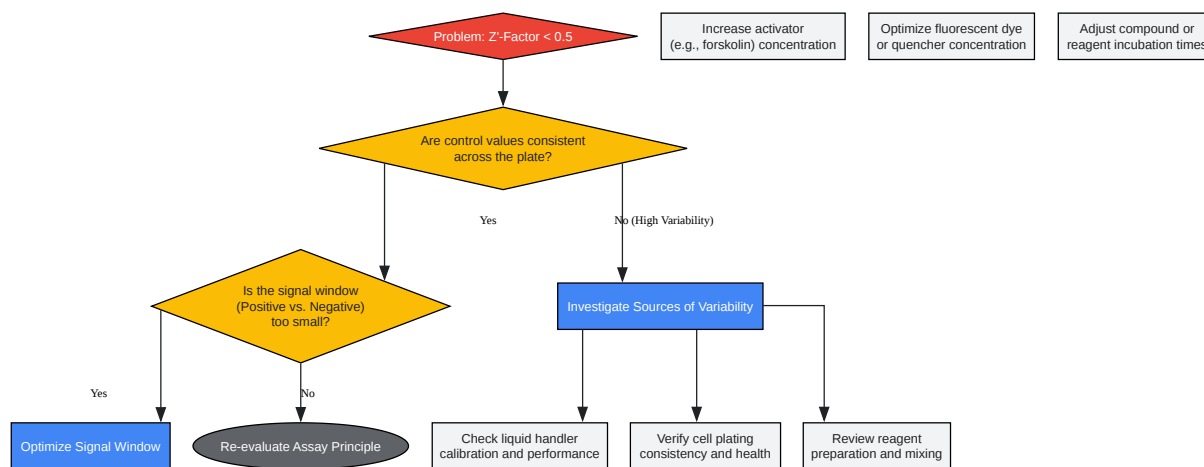 Problem: Z'-Factor < 0.5
Increase activator
(e.g., forskolin) concentration
Optimize fluorescent dye
or quencher concentration
Adjust compound or
reagent incubation times
Are control values consistent
across the plate?
Yes
No (High Variability)
Is the signal window
(Positive vs. Negative)
too small?
Investigate Sources of Variability
Yes
No
Optimize Signal Window
Re-evaluate Assay Principle
Check liquid handler
calibration and performance
Verify cell plating
consistency and health
Review reagent
preparation and mixing